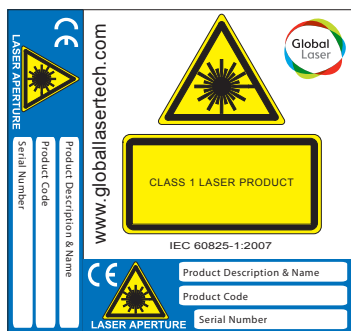 CE
LASER APERTURE
Product Description & Name
Product Code
Serial Number
www.globallasertech.com
Global
Laser
CLASS 1 LASER PRODUCT
IEC 60825-1:2007
CE
LASER APERTURE
Product Description & Name
Product Code
Serial Number